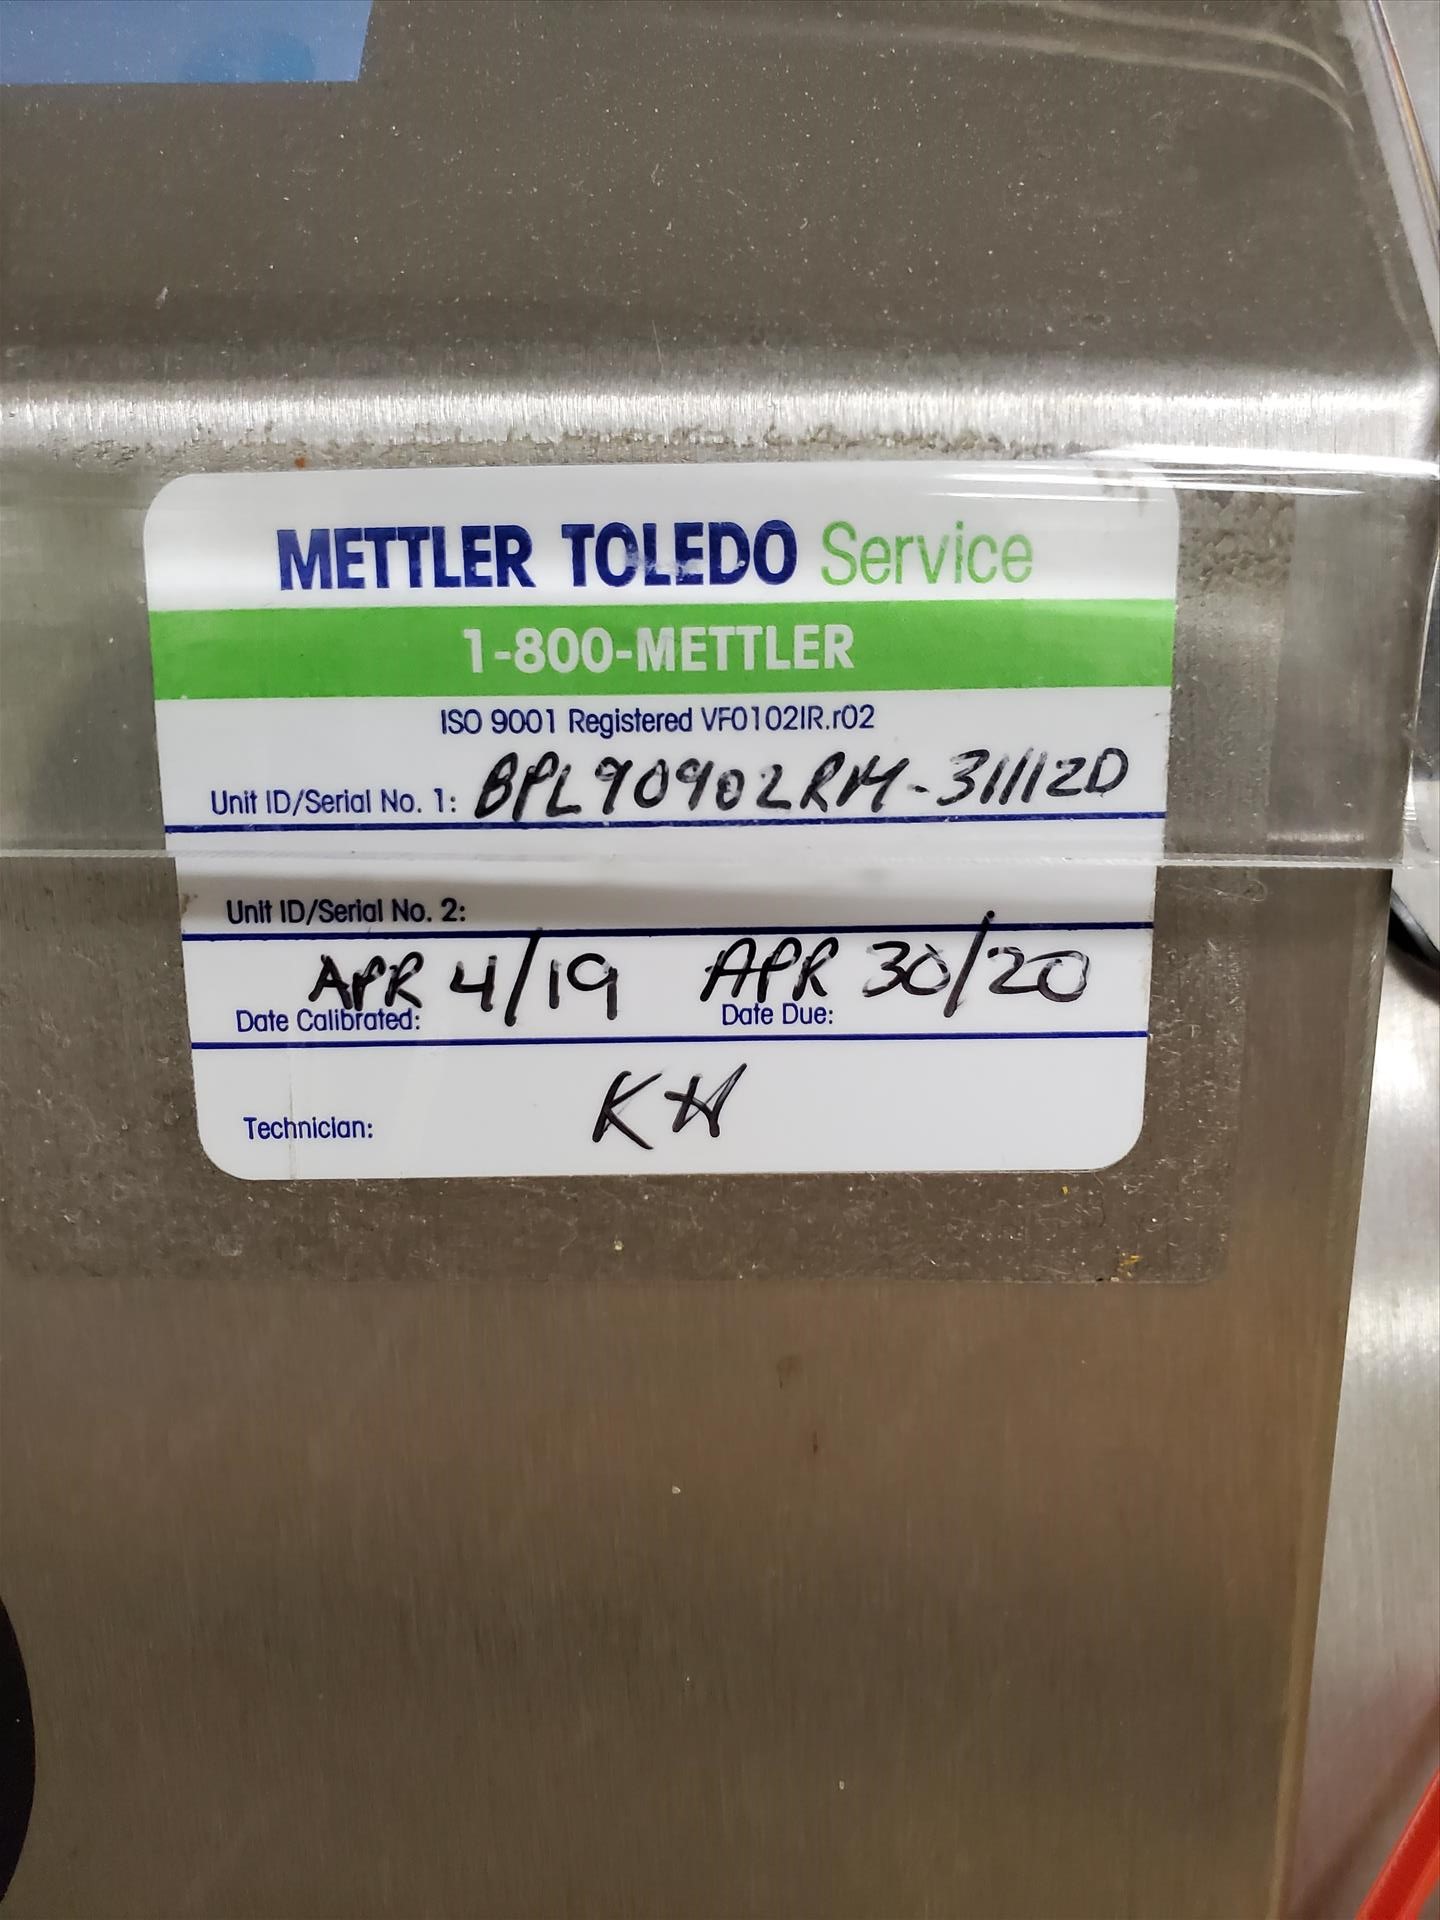 METTLER TOLEDO Service
1-800-METTLER
ISO 9001 Registered VF0102IR.r02
Unit ID/Serial No. 1: BPL90902RM-31112D
Unit ID/Serial No. 2:
APR 4/19 APR 30/20
Date Calibrated: Date Due:
Technician: KH